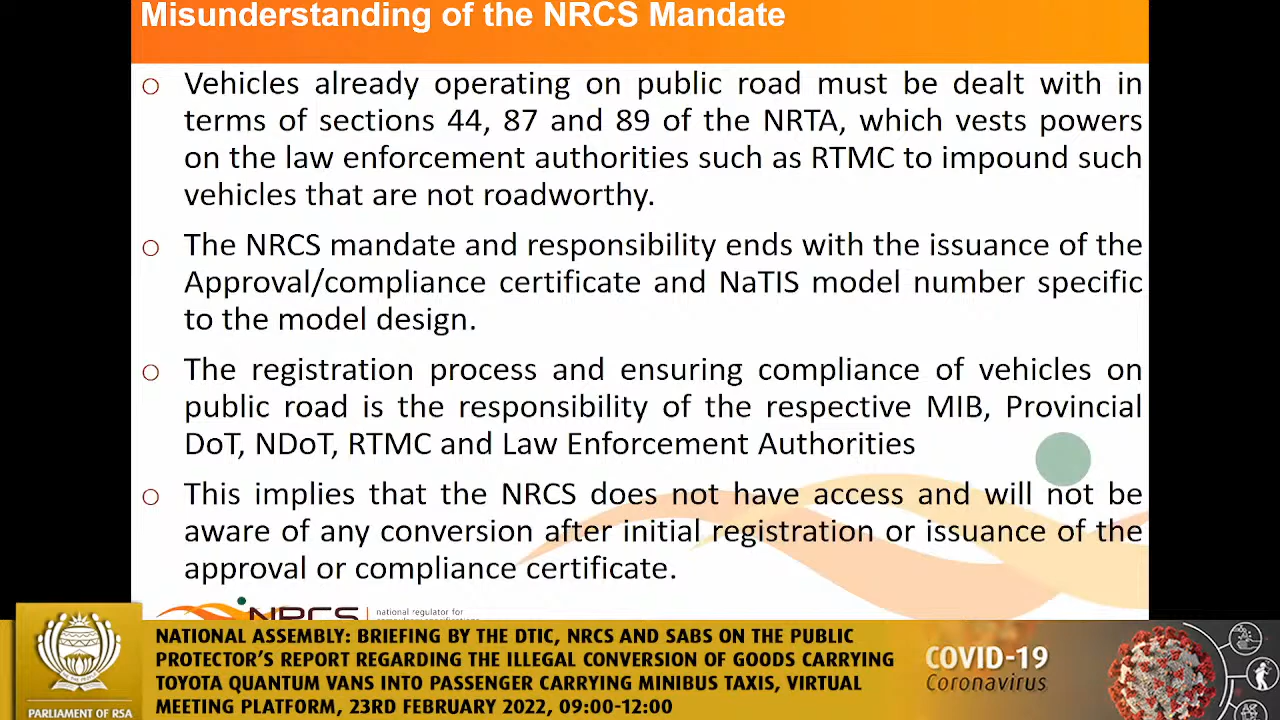 Misunderstanding of the NRCS Mandate
o Vehicles already operating on public road must be dealt with in
terms of sections 44, 87 and 89 of the NRTA, which vests powers
on the law enforcement authorities such as RTMC to impound such
vehicles that are not roadworthy.
o The NRCS mandate and responsibility ends with the issuance of the
Approval/compliance certificate and NaTIS model number specific
to the model design.
o The registration process and ensuring compliance of vehicles on
public road is the responsibility of the respective MIB, Provincial
DoT, NDoT, RTMC and Law Enforcement Authorities
o This implies that the NRCS does not have access and will not be
aware of any conversion after initial registration or issuance of the
approval or compliance certificate.
NRCS
national regulator for
NATIONAL ASSEMBLY: BRIEFING BY THE DTIC, NRCS AND SABS ON THE PUBLIC
PROTECTOR'S REPORT REGARDING THE ILLEGAL CONVERSION OF GOODS CARRYING
TOYOTA QUANTUM VANS INTO PASSENGER CARRYING MINIBUS TAXIS, VIRTUAL
MEETING PLATFORM, 23RD FEBRUARY 2022, 09:00-12:00
PARLIAMENT OF RSA
COVID-19
Coronavirus